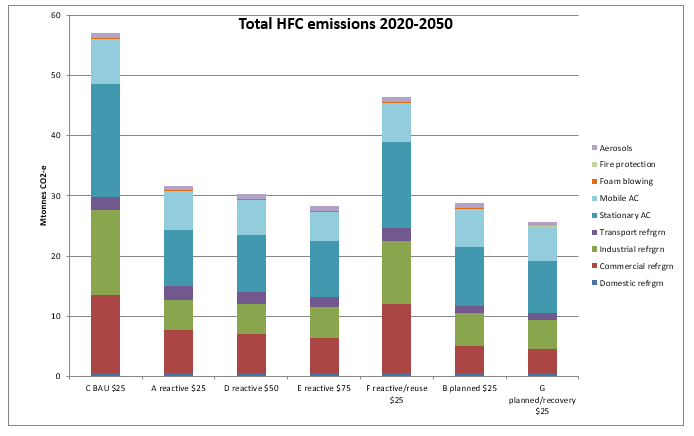 Total HFC emissions 2020-2050
60
50
40
30
20
10
0
Mtonnes CO2-e
C BAU $25
A reactive $25
D reactive $50
E reactive $75
F reactive/reuse
$25
B planned $25
G
planned/recovery
$25
Aerosols
Fire protection
Foam blowing
Mobile AC
Stationary AC
Transport refrgrn
Industrial refrgrn
Commercial refrgrn
Domestic refrgrn